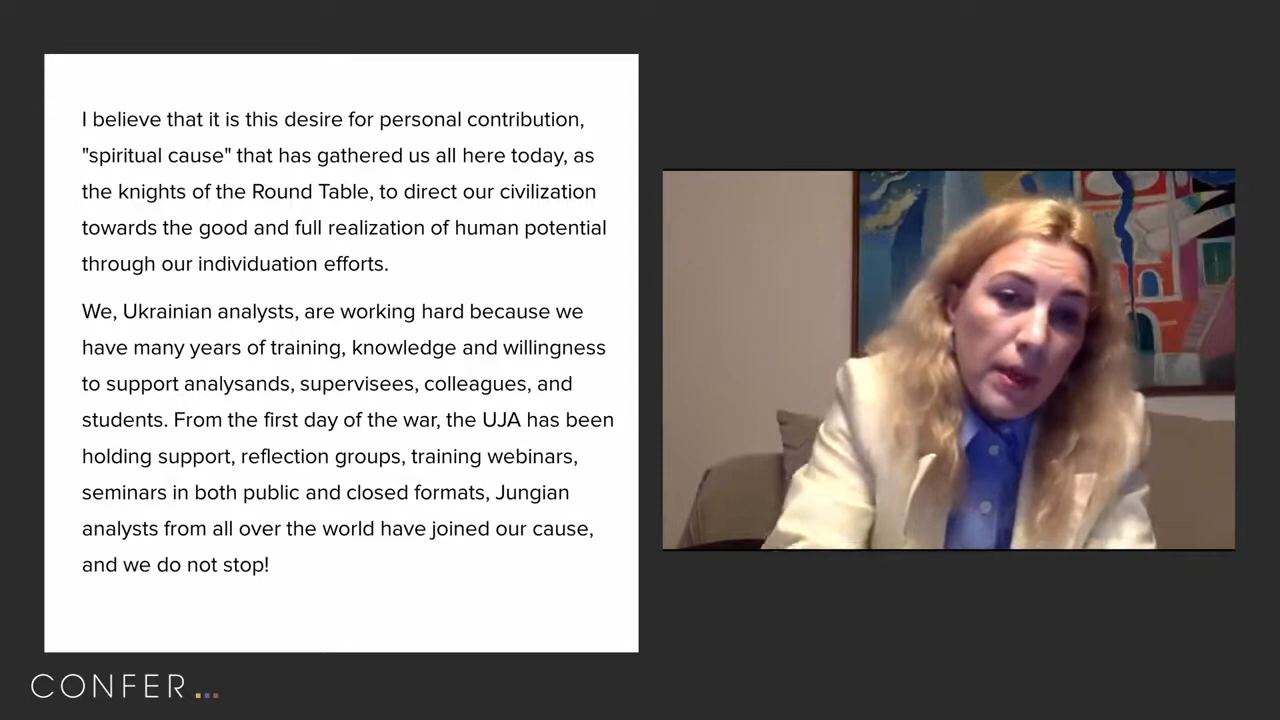 I believe that it is this desire for personal contribution,
"spiritual cause" that has gathered us all here today, as
the knights of the Round Table, to direct our civilization
towards the good and full realization of human potential
through our individuation efforts.
We, Ukrainian analysts, are working hard because we
have many years of training, knowledge and willingness
to support analysands, supervisees, colleagues, and
students. From the first day of the war, the UJA has been
holding support, reflection groups, training webinars,
seminars in both public and closed formats, Jungian
analysts from all over the world have joined our cause,
and we do not stop!
CONFER...